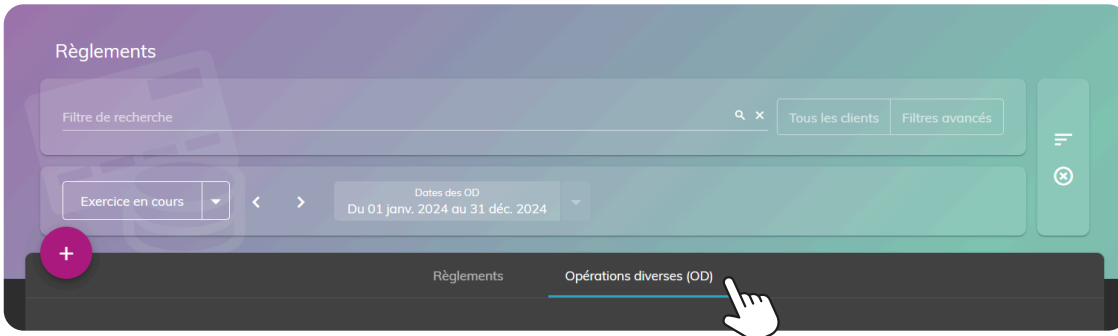 Règlements
Filtre de recherche
Tous les clients
Filtres avancés
Exercice en cours
Dates des OD
Du 01 janv. 2024 au 31 déc. 2024
Règlements
Opérations diverses (OD)